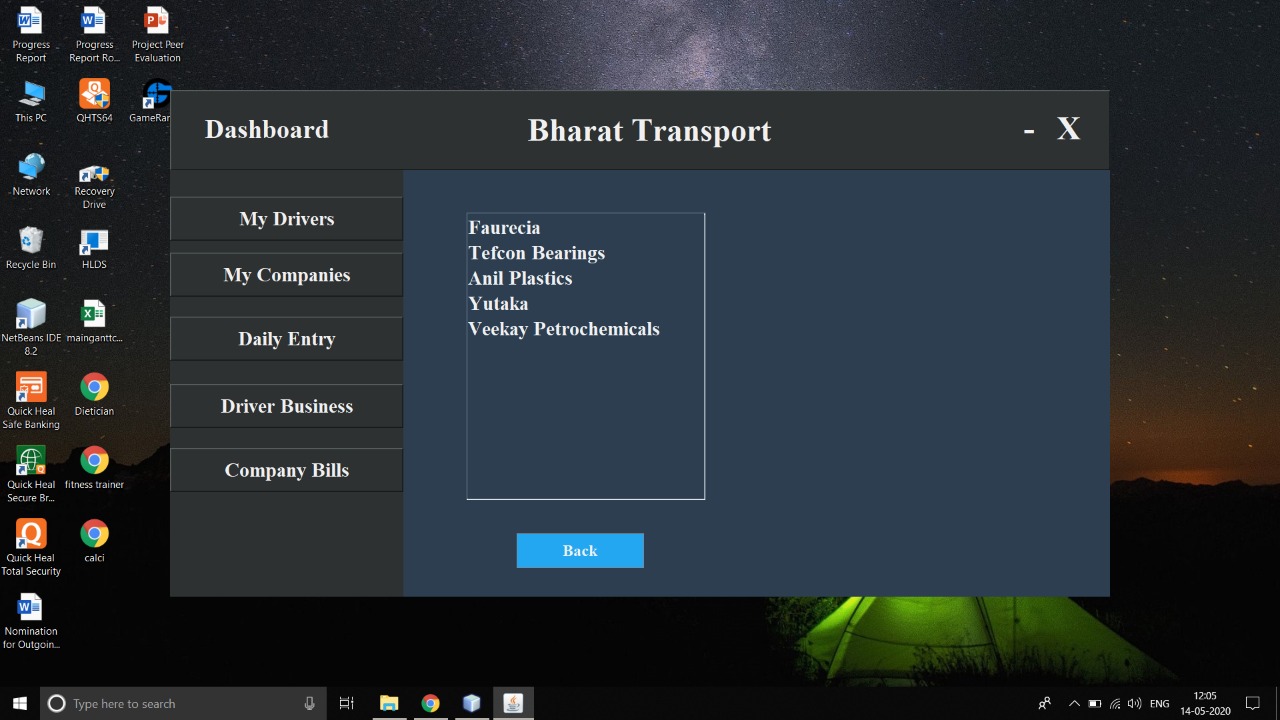 Progress
Report
Progress
Report Ro...
Project Peer
Evaluation
This PC
QHTS64
GameRan
Network
Recovery
Drive
Recycle Bin
HLDS
NetBeans IDE
8.2
mainganttc...
Quick Heal
Safe Banking
Dietician
Quick Heal
Secure Br...
fitness trainer
Quick Heal
Total Security
calci
Nomination
for Outgoin...
Dashboard
Bharat Transport
- X
My Drivers
My Companies
Daily Entry
Driver Business
Company Bills
Faurecia
Tefcon Bearings
Anil Plastics
Yutaka
Veekay Petrochemicals
Back
Type here to search
ENG
12:05
14-05-2020